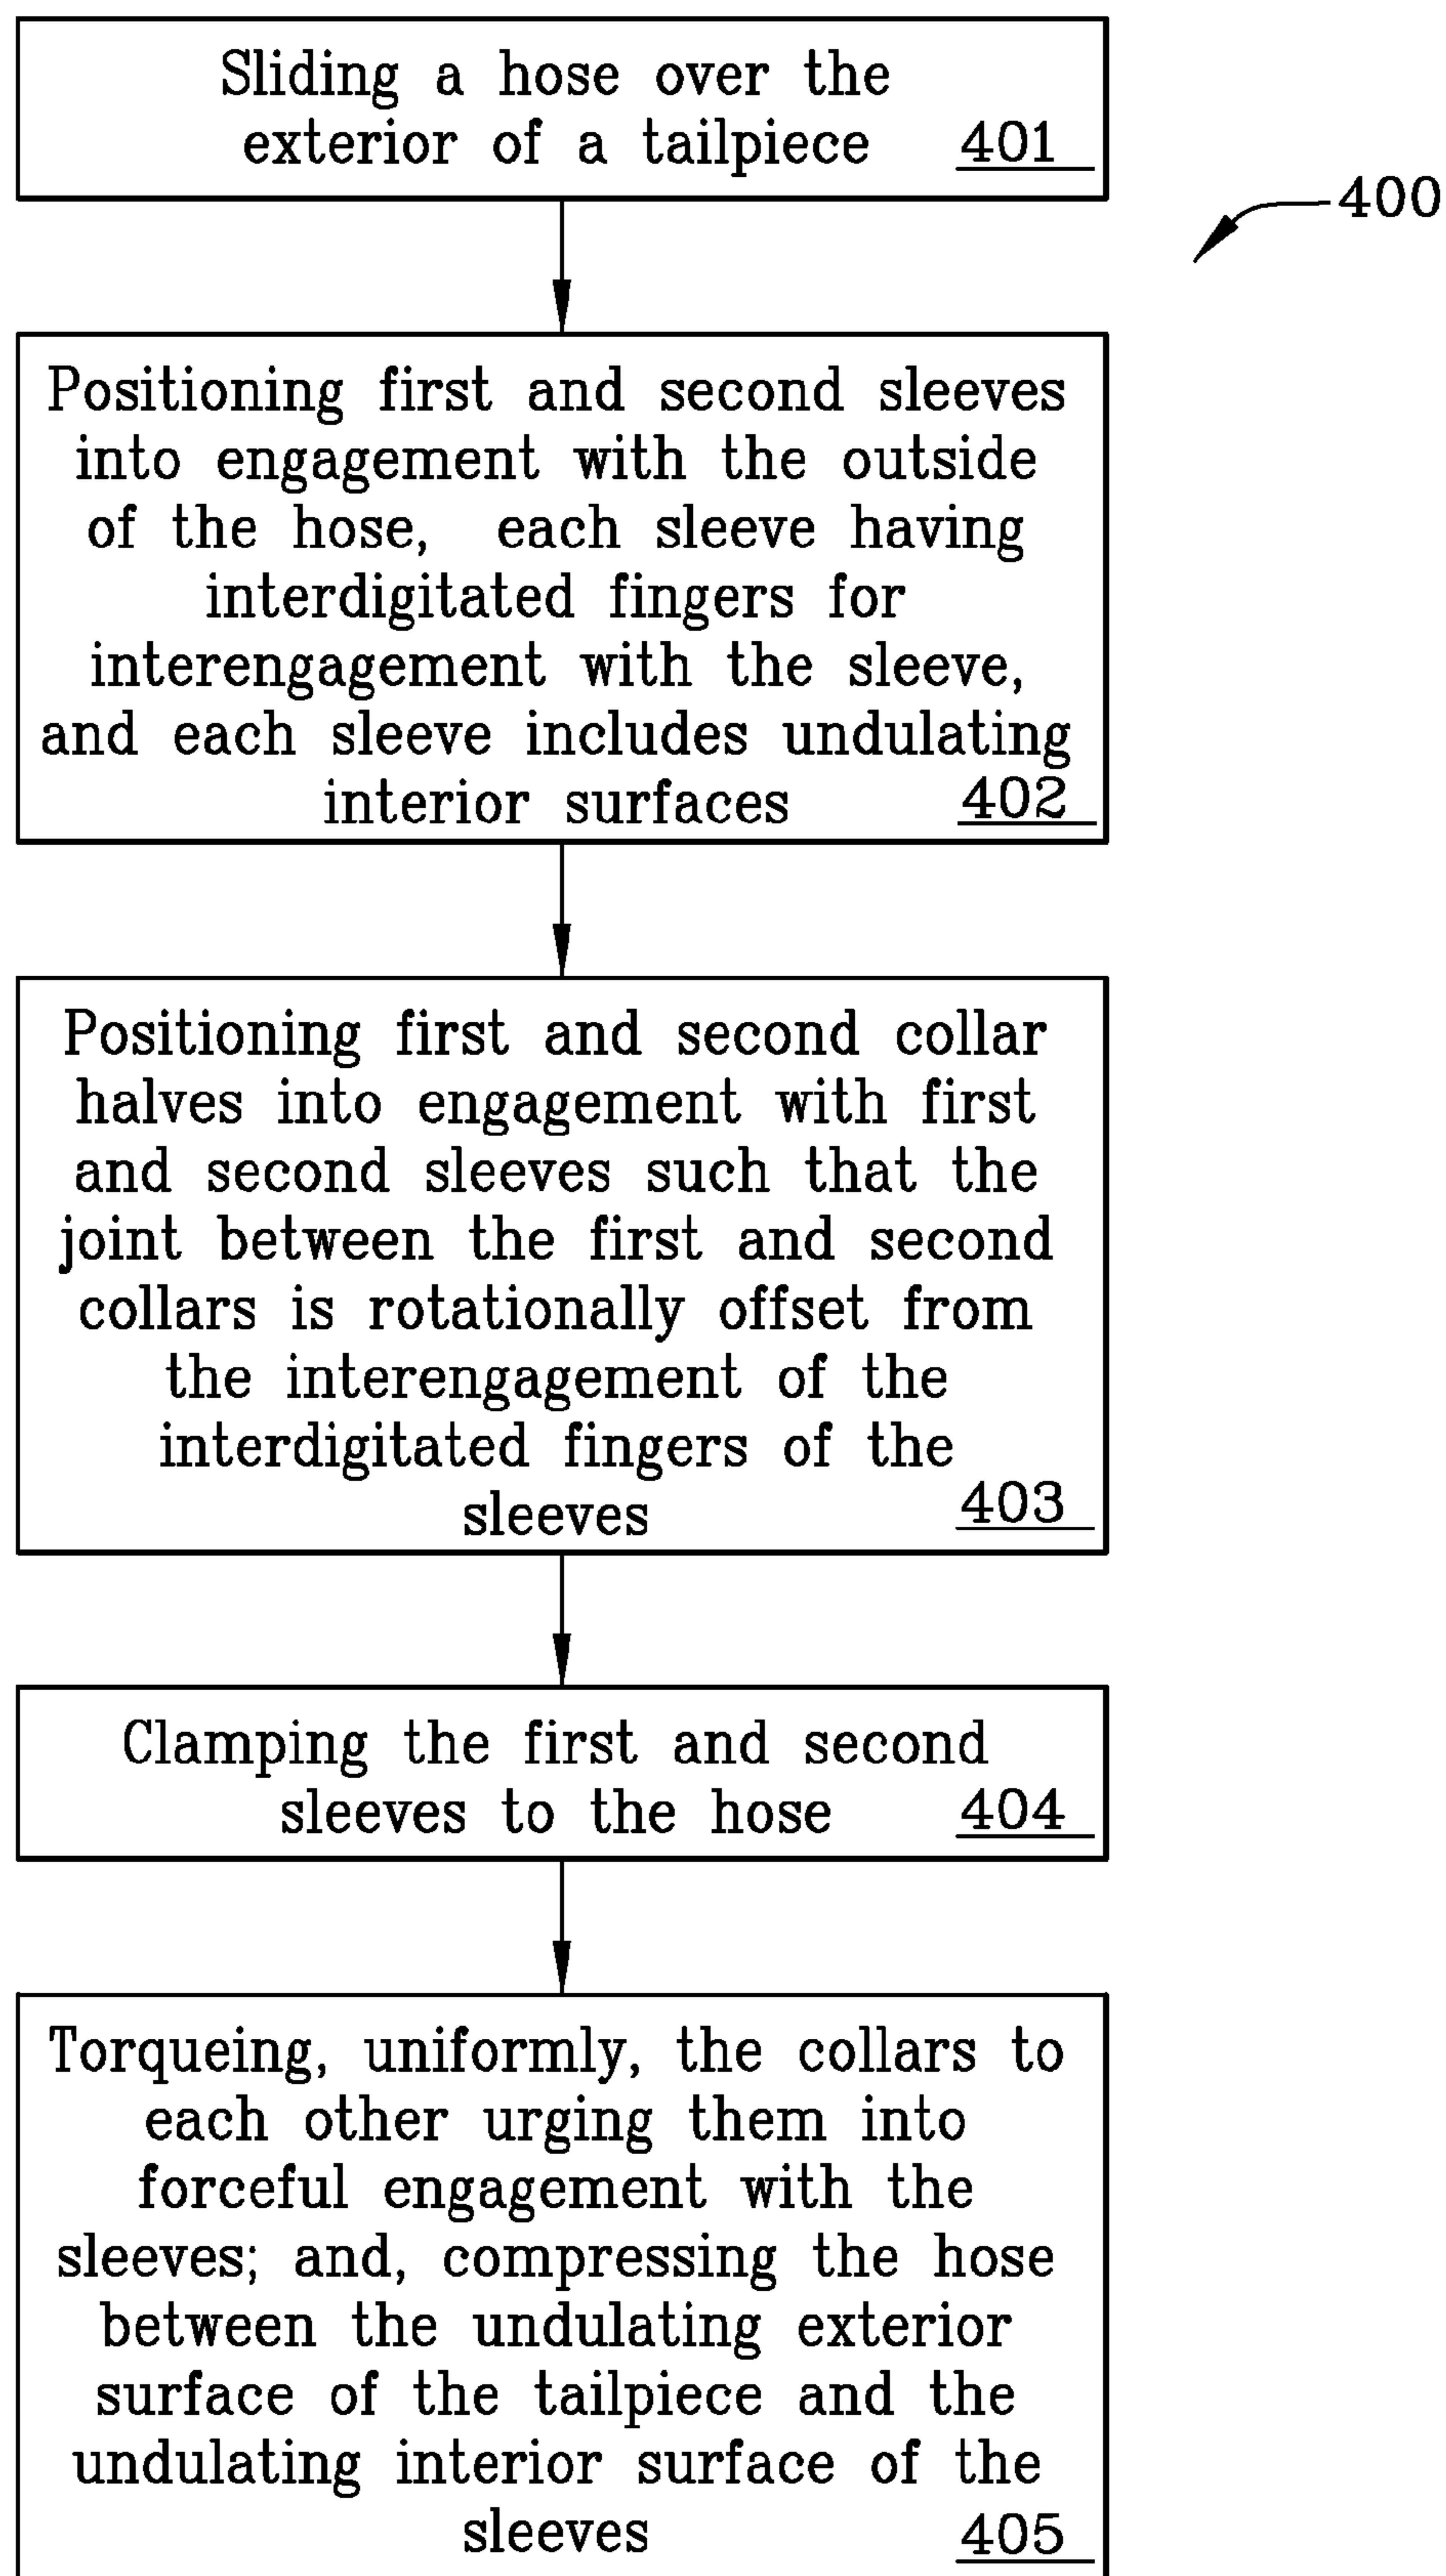 Sliding a hose over the
exterior of a tailpiece 401
400
Positioning first and second sleeves
into engagement with the outside
of the hose, each sleeve having
interdigitated fingers for
interengagement with the sleeve,
and each sleeve includes undulating
interior surfaces 402
Positioning first and second collar
halves into engagement with first
and second sleeves such that the
joint between the first and second
collars is rotationally offset from
the interengagement of the
interdigitated fingers of the
sleeves 403
Clamping the first and second
sleeves to the hose 404
Torqueing, uniformly, the collars to
each other urging them into
forceful engagement with the
sleeves; and, compressing the hose
between the undulating exterior
surface of the tailpiece and the
undulating interior surface of the
sleeves 405